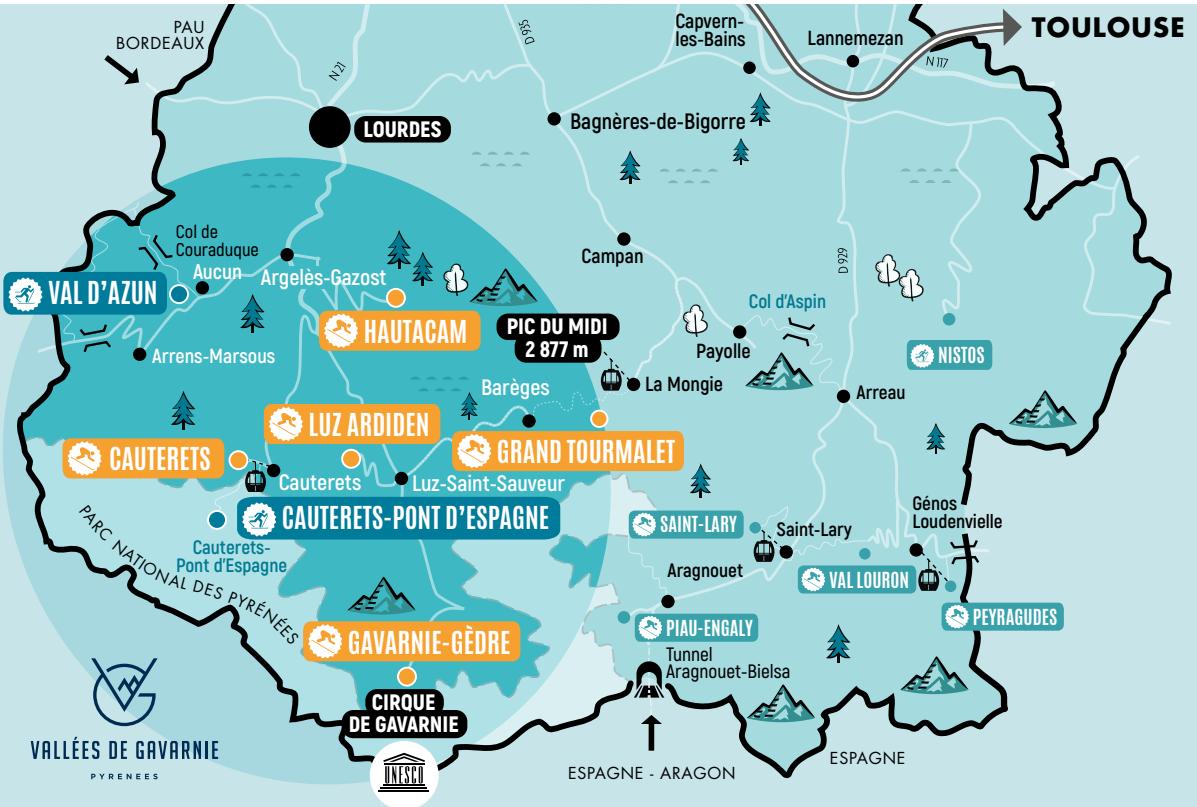 PAU
BORDEAUX
D 935
N 21
Capvern-
les-Bains
Lannemezan
TOULOUSE
N 117
LOURDES
Bagnères-de-Bigorre
Col de
Couraduque
Aucun
Argelès-Gazost
Campan
D 929
VAL D'AZUN
HAUTACAM
PIC DU MIDI
2 877 m
Col d'Aspin
Payolle
NISTOS
Arrens-Marsous
La Mongie
Barèges
Arreau
LUZ ARDIDEN
GRAND TOURMALET
CAUTERETS
Cauterets
Luz-Saint-Sauveur
CAUTERETS-PONT D'ESPAGNE
Cauterets-
Pont d'Espagne
SAINT-LARY
Saint-Lary
Génos
Loudenvielle
Aragnouet
VAL LOURON
PEYRAGUDES
PIAU-ENGALY
PARC NATIONAL DES PYRÉNÉES
GAVARNIE-GÈDRE
Tunnel
Aragnouet-Bielsa
CIRQUE
DE GAVARNIE
UNESCO
VALLÉES DE GAVARNIE
PYRENEES
ESPAGNE - ARAGON
ESPAGNE